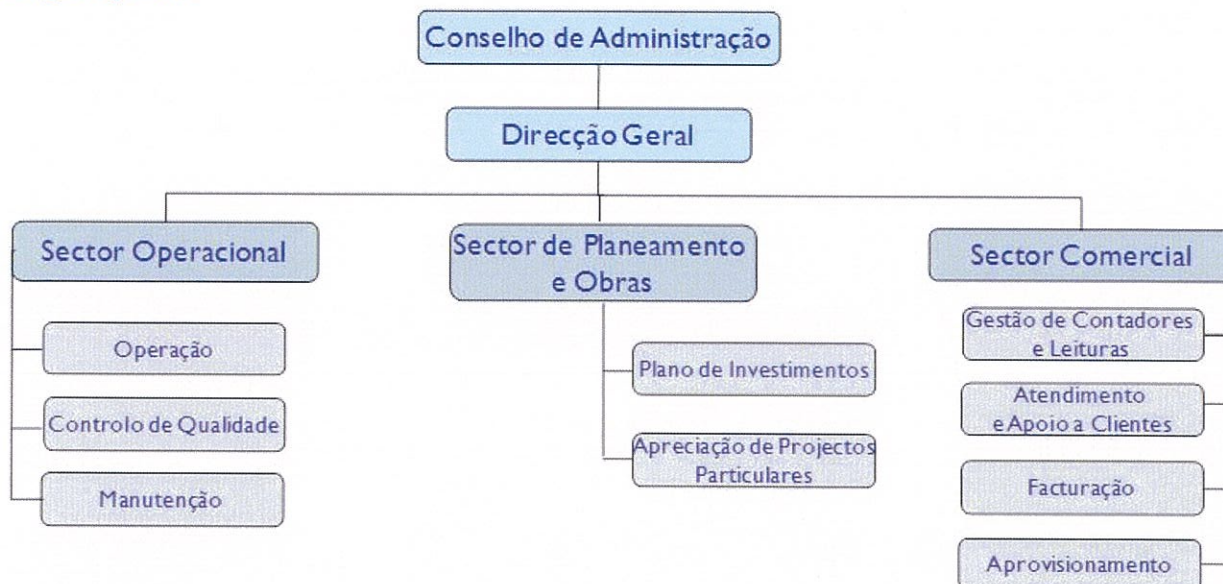 Conselho de Administração
Direcção Geral
Sector Operacional
Operação
Controlo de Qualidade
Manutenção
Sector de Planeamento
e Obras
Plano de Investimentos
Apreciação de Projectos
Particulares
Sector Comercial
Gestão de Contadores
e Leituras
Atendimento
e Apoio a Clientes
Facturação
Aprovisionamento